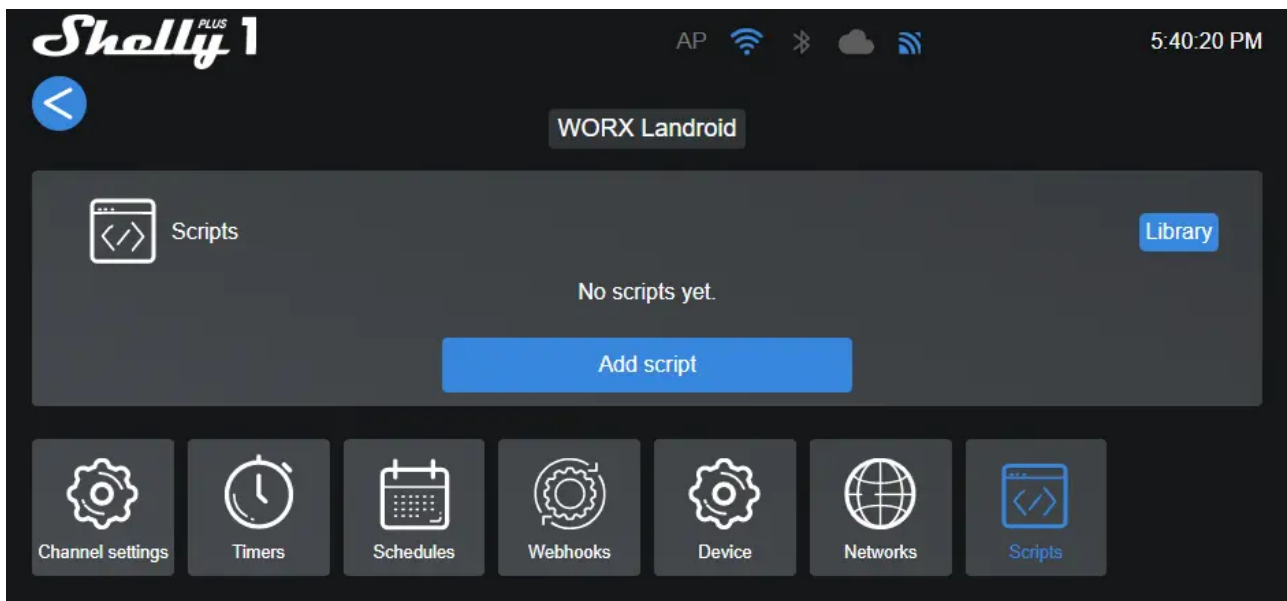 Shelly PLUS 1
AP
5:40:20 PM
WORX Landroid
Scripts
Library
No scripts yet.
Add script
Channel settings
Timers
Schedules
Webhooks
Device
Networks
Scripts